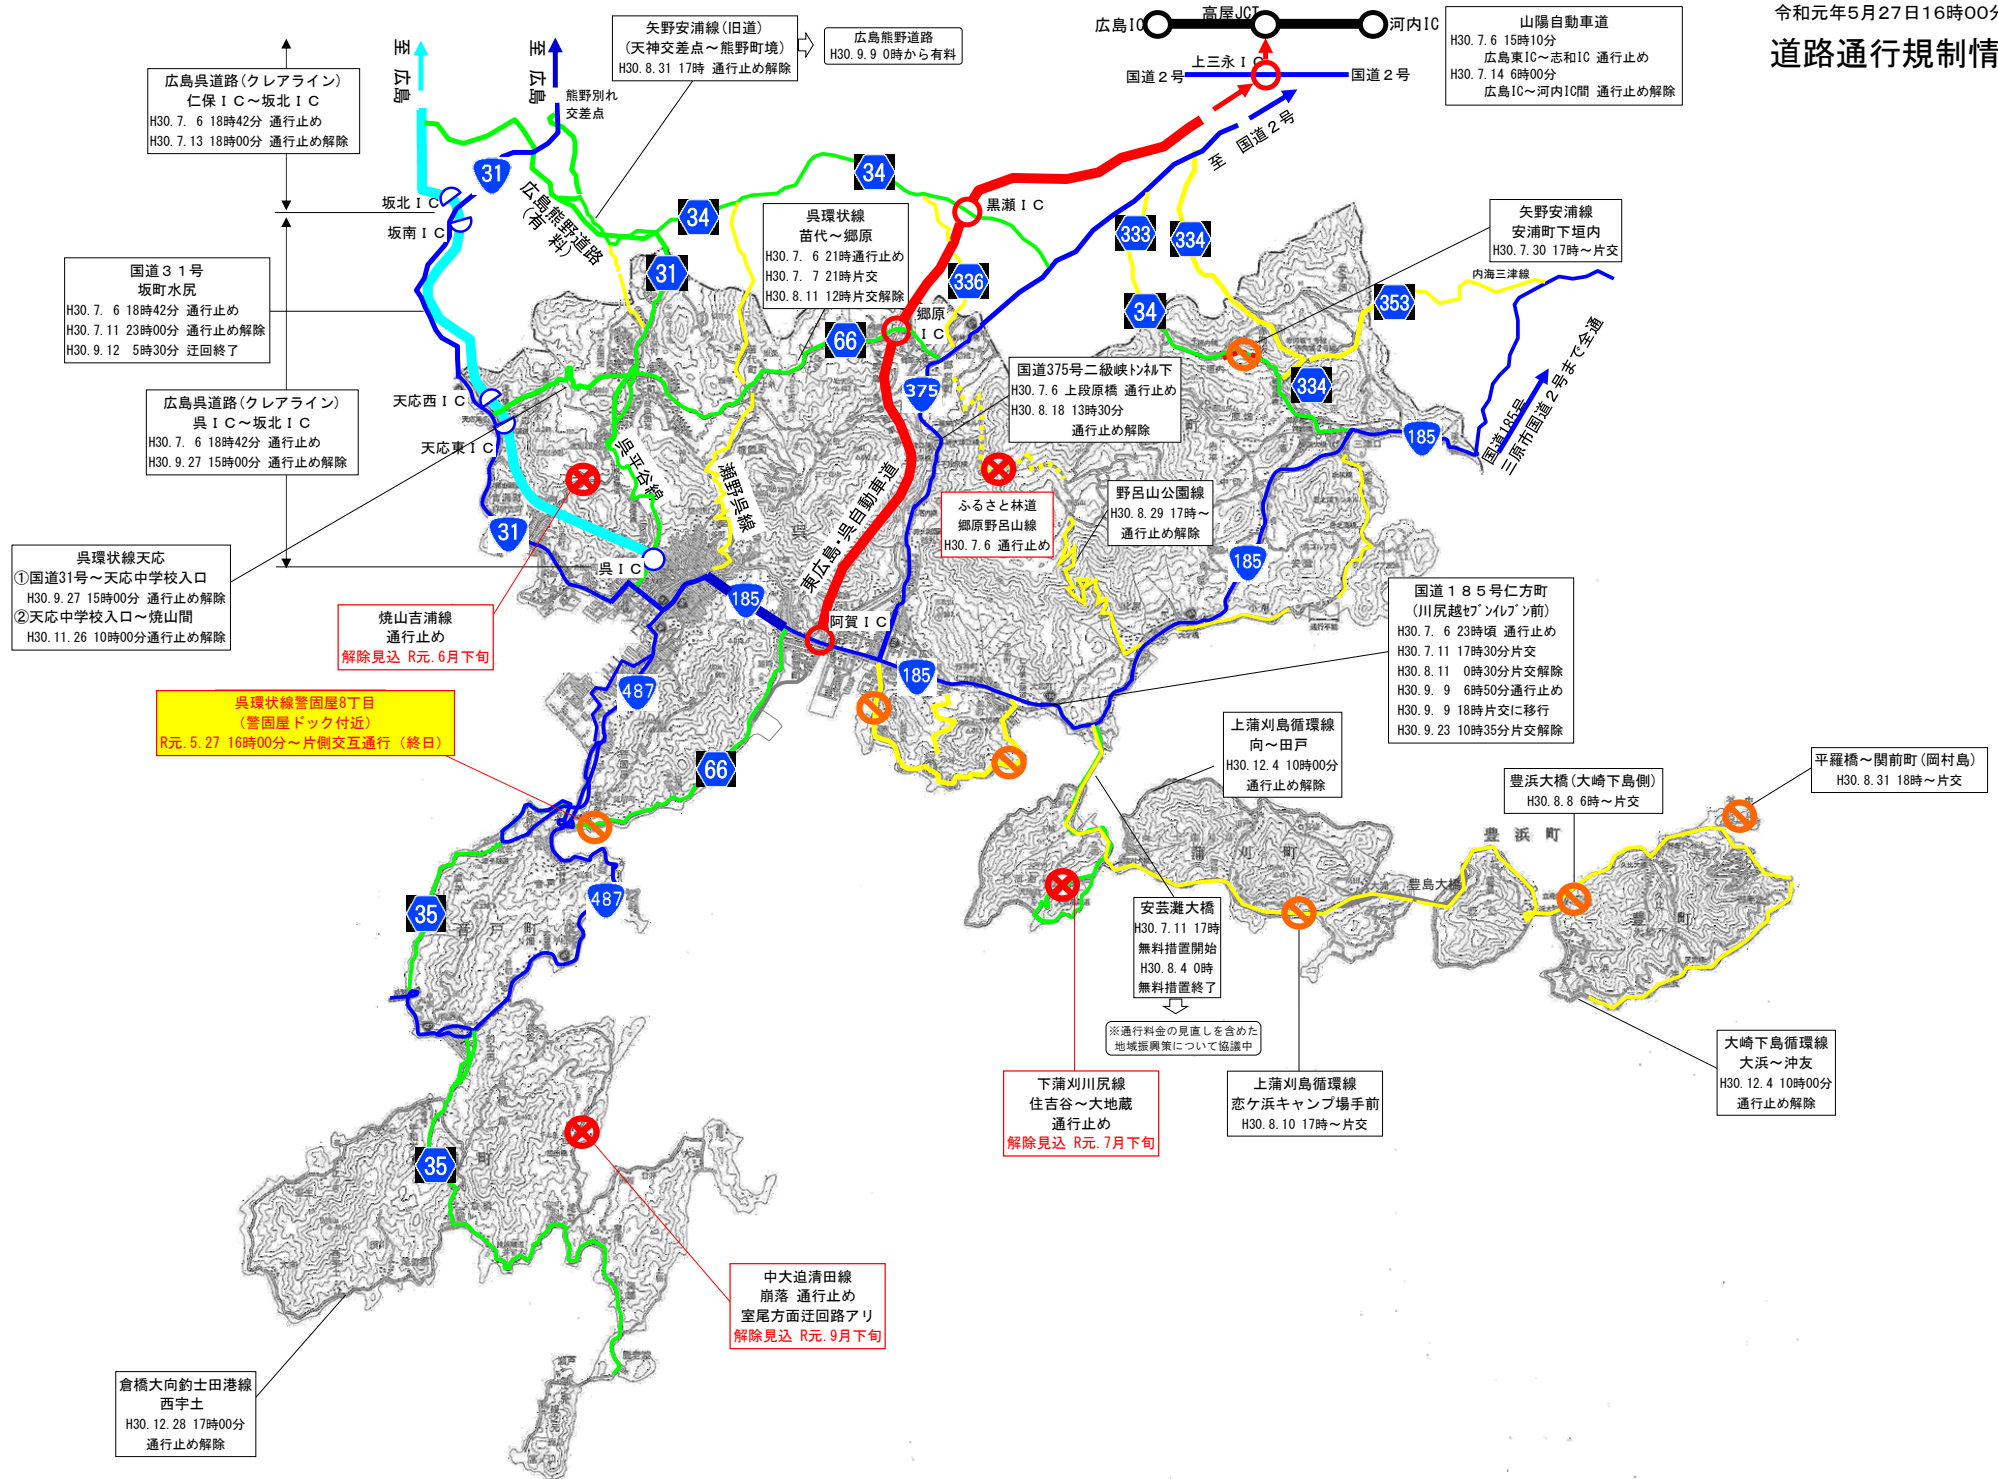 令和元年5月27日16時00分
道路通行規制情
広島IC
高屋JCT
河内IC
上三永ＩＣ
国道２号
国道２号
至 国道２号
山陽自動車道
H30.7.6 15時10分
広島東IC～志和IC 通行止め
H30.7.14 6時00分
広島IC～河内IC間 通行止め解除
矢野安浦線(旧道)
(天神交差点～熊野町境)
H30.8.31 17時 通行止め解除
広島熊野道路
H30.9.9 0時から有料
至 広島
至 広島
熊野別れ
交差点
広島呉道路(クレアライン)
仁保ＩＣ～坂北ＩＣ
H30.7. 6 18時42分 通行止め
H30.7.13 18時00分 通行止め解除
31
坂北ＩＣ
坂南ＩＣ
広島熊野道路
(有 料)
34
34
31
呉環状線
苗代～郷原
H30.7. 6 21時通行止め
H30.7. 7 21時片交
H30.8.11 12時片交解除
黒瀬ＩＣ
336
333
334
34
353
内海三津線
矢野安浦線
安浦町下垣内
H30.7.30 17時～片交
国道３１号
坂町水尻
H30.7. 6 18時42分 通行止め
H30.7.11 23時00分 通行止め解除
H30.9.12 5時30分 迂回終了
66
郷原
ＩＣ
375
国道375号二級峡ﾄﾝﾈﾙ下
H30.7.6 上段原橋 通行止め
H30.8.18 13時30分
通行止め解除
334
185
国道185号
三原市国道２号まで全通
広島呉道路(クレアライン)
呉ＩＣ～坂北ＩＣ
H30.7. 6 18時42分 通行止め
H30.9.27 15時00分 通行止め解除
天応西ＩＣ
天応東ＩＣ
呉平谷線
瀬野呉線
呉
東広島・呉自動車道
ふるさと林道
郷原野呂山線
H30.7.6 通行止め
野呂山公園線
H30.8.29 17時～
通行止め解除
31
呉ＩＣ
185
185
呉環状線天応
①国道31号～天応中学校入口
H30.9.27 15時00分 通行止め解除
②天応中学校入口～焼山間
H30.11.26 10時00分通行止め解除
焼山吉浦線
通行止め
解除見込 R元.6月下旬
阿賀ＩＣ
185
国道１８５号仁方町
(川尻越ｾﾌﾞﾝｲﾚﾌﾞﾝ前)
H30.7. 6 23時頃 通行止め
H30.7.11 17時30分片交
H30.8.11 0時30分片交解除
H30.9. 9 6時50分通行止め
H30.9. 9 18時片交に移行
H30.9.23 10時35分片交解除
487
呉環状線警固屋8丁目
(警固屋ドック付近)
R元.5.27 16時00分～片側交互通行 (終日)
66
上蒲刈島循環線
向～田戸
H30.12.4 10時00分
通行止め解除
豊浜大橋(大崎下島側)
H30.8.8 6時～片交
平羅橋～関前町(岡村島)
H30.8.31 18時～片交
豊 浜 町
蒲 刈 町
豊島大橋
豊 町
大浜
35
487
音 戸 町
安芸灘大橋
H30.7.11 17時
無料措置開始
H30.8.4 0時
無料措置終了
※通行料金の見直しを含めた
地域振興策について協議中
下蒲刈川尻線
住吉谷～大地蔵
通行止め
解除見込 R元.7月下旬
上蒲刈島循環線
恋ケ浜キャンプ場手前
H30.8.10 17時～片交
大崎下島循環線
大浜～沖友
H30.12.4 10時00分
通行止め解除
35
町
中大迫清田線
崩落 通行止め
室尾方面迂回路アリ
解除見込 R元.9月下旬
倉橋大向釣士田港線
西宇土
H30.12.28 17時00分
通行止め解除